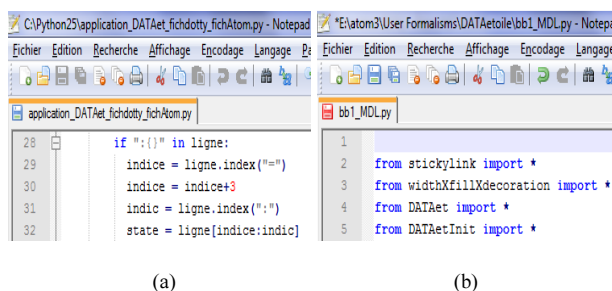 C:\Python25\application_DATAet_fichdotty_fichAtom.py - Notepad
Fichier Edition Recherche Affichage Encodage Langage Pa
application_DATAet_fichdotty_fichAtom.py
28 if ":{}" in ligne:
29 indice = ligne.index("=")
30 indice = indice+3
31 indic = ligne.index(":")
32 state = ligne[indice:indic]
(a)
*E:\atom3\User Formalisms\DATAetoile\bb1_MDL.py - Notepa
Fichier Edition Recherche Affichage Encodage Langage
bb1_MDL.py
1
2 from stickylink import *
3 from widthXfillXdecoration import *
4 from DATAet import *
5 from DATAetInit import *
(b)